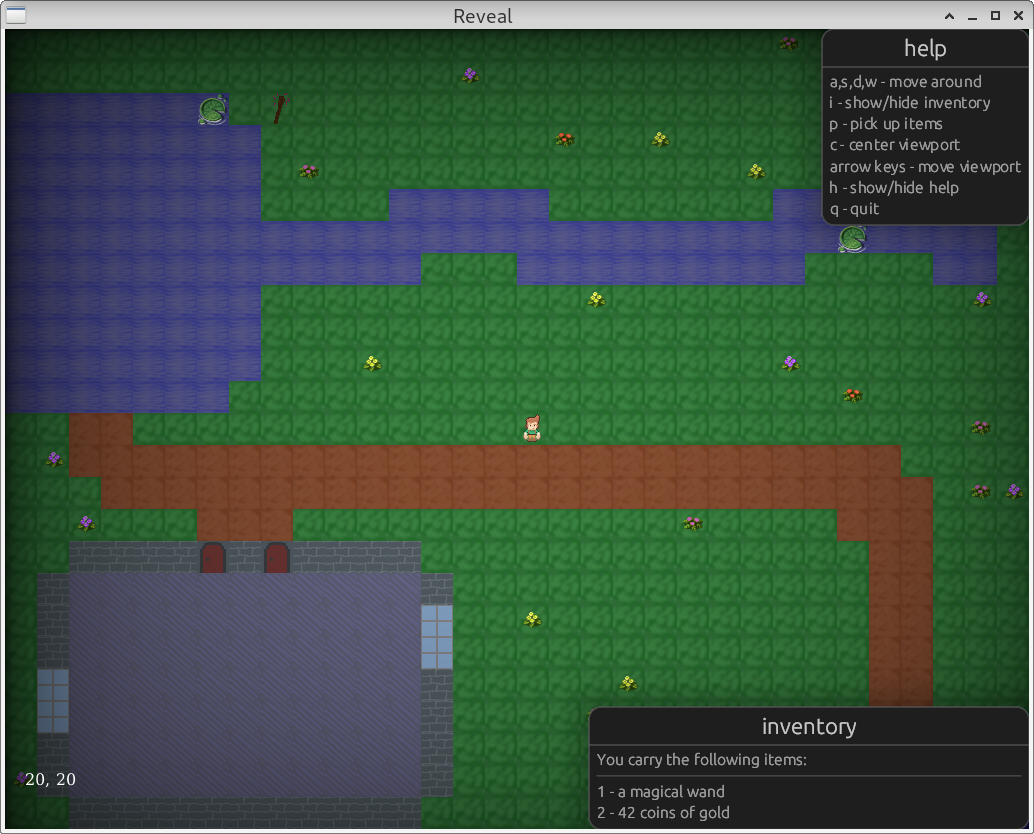 Reveal
help
a,s,d,w - move around
i - show/hide inventory
p - pick up items
c - center viewport
arrow keys - move viewport
h - show/hide help
q - quit
20, 20
inventory
You carry the following items:
1 - a magical wand
2 - 42 coins of gold